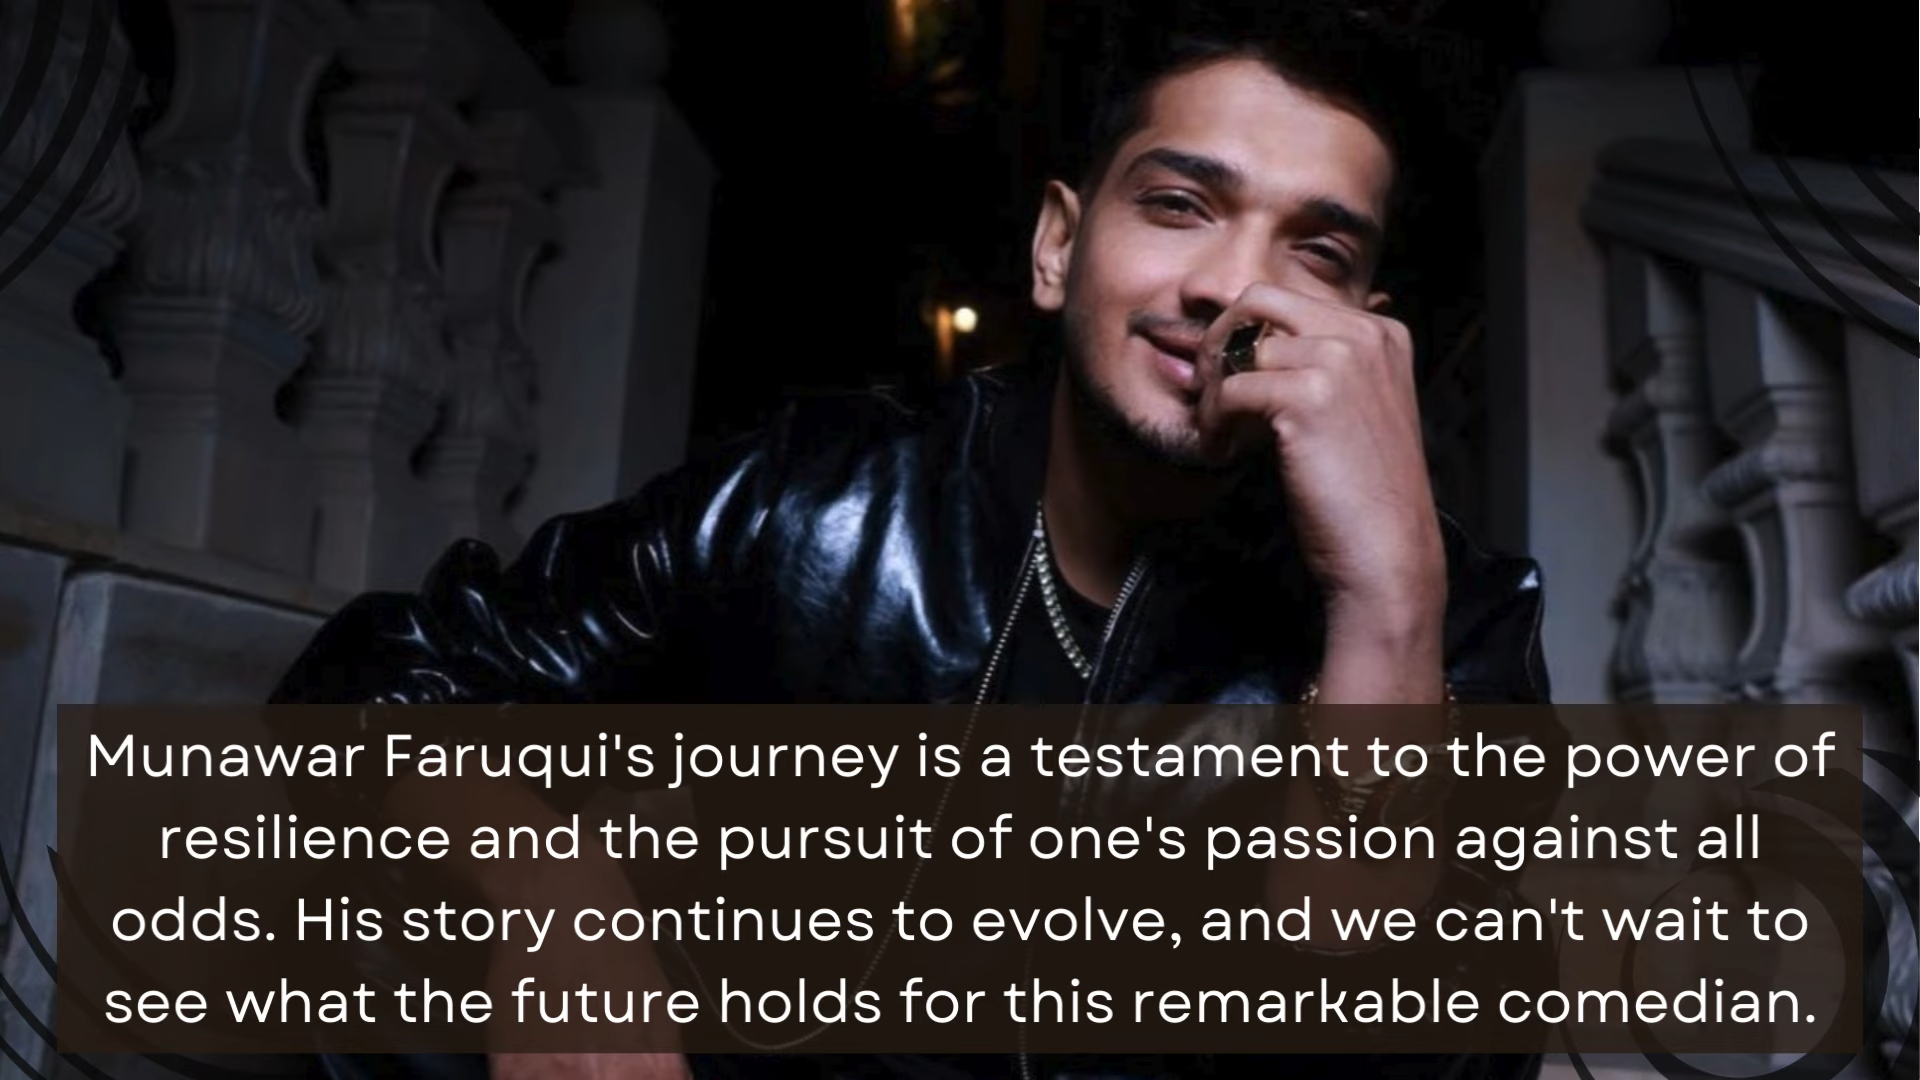 Munawar Faruqui's journey is a testament to the power of
resilience and the pursuit of one's passion against all
odds. His story continues to evolve, and we can't wait to
see what the future holds for this remarkable comedian.